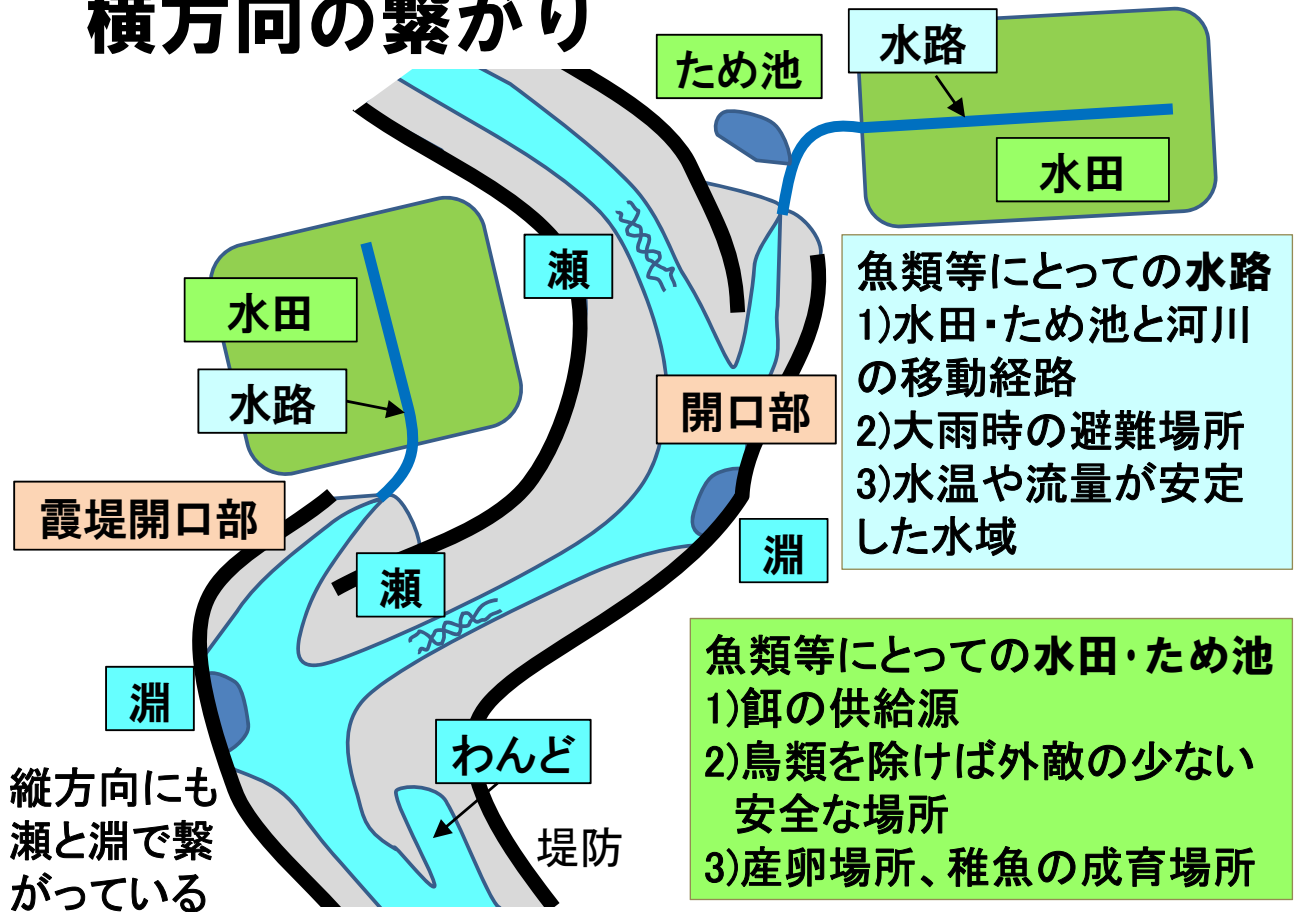 横方向の繋がり
ため池
水路
水田
瀬
水田
水路
開口部
霞堤開口部
瀬
淵
淵
わんど
堤防
縦方向にも
瀬と淵で繋
がっている
魚類等にとっての水路
1)水田・ため池と河川
の移動経路
2)大雨時の避難場所
3)水温や流量が安定
した水域
魚類等にとっての水田・ため池
1)餌の供給源
2)鳥類を除けば外敵の少ない
安全な場所
3)産卵場所、稚魚の成育場所